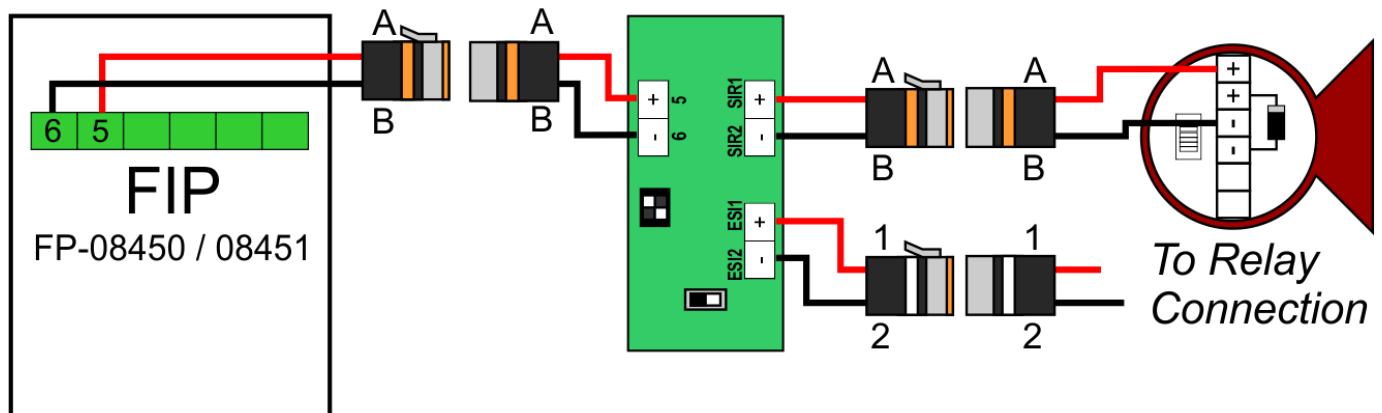 A
B
A
B
6 5
FIP
FP-08450 / 08451
+ 5
- 6
SIR1 +
SIR2 -
ESI1 +
ESI2 -
A
B
A
B
1
2
1
2
+
+
-
-
To Relay
Connection